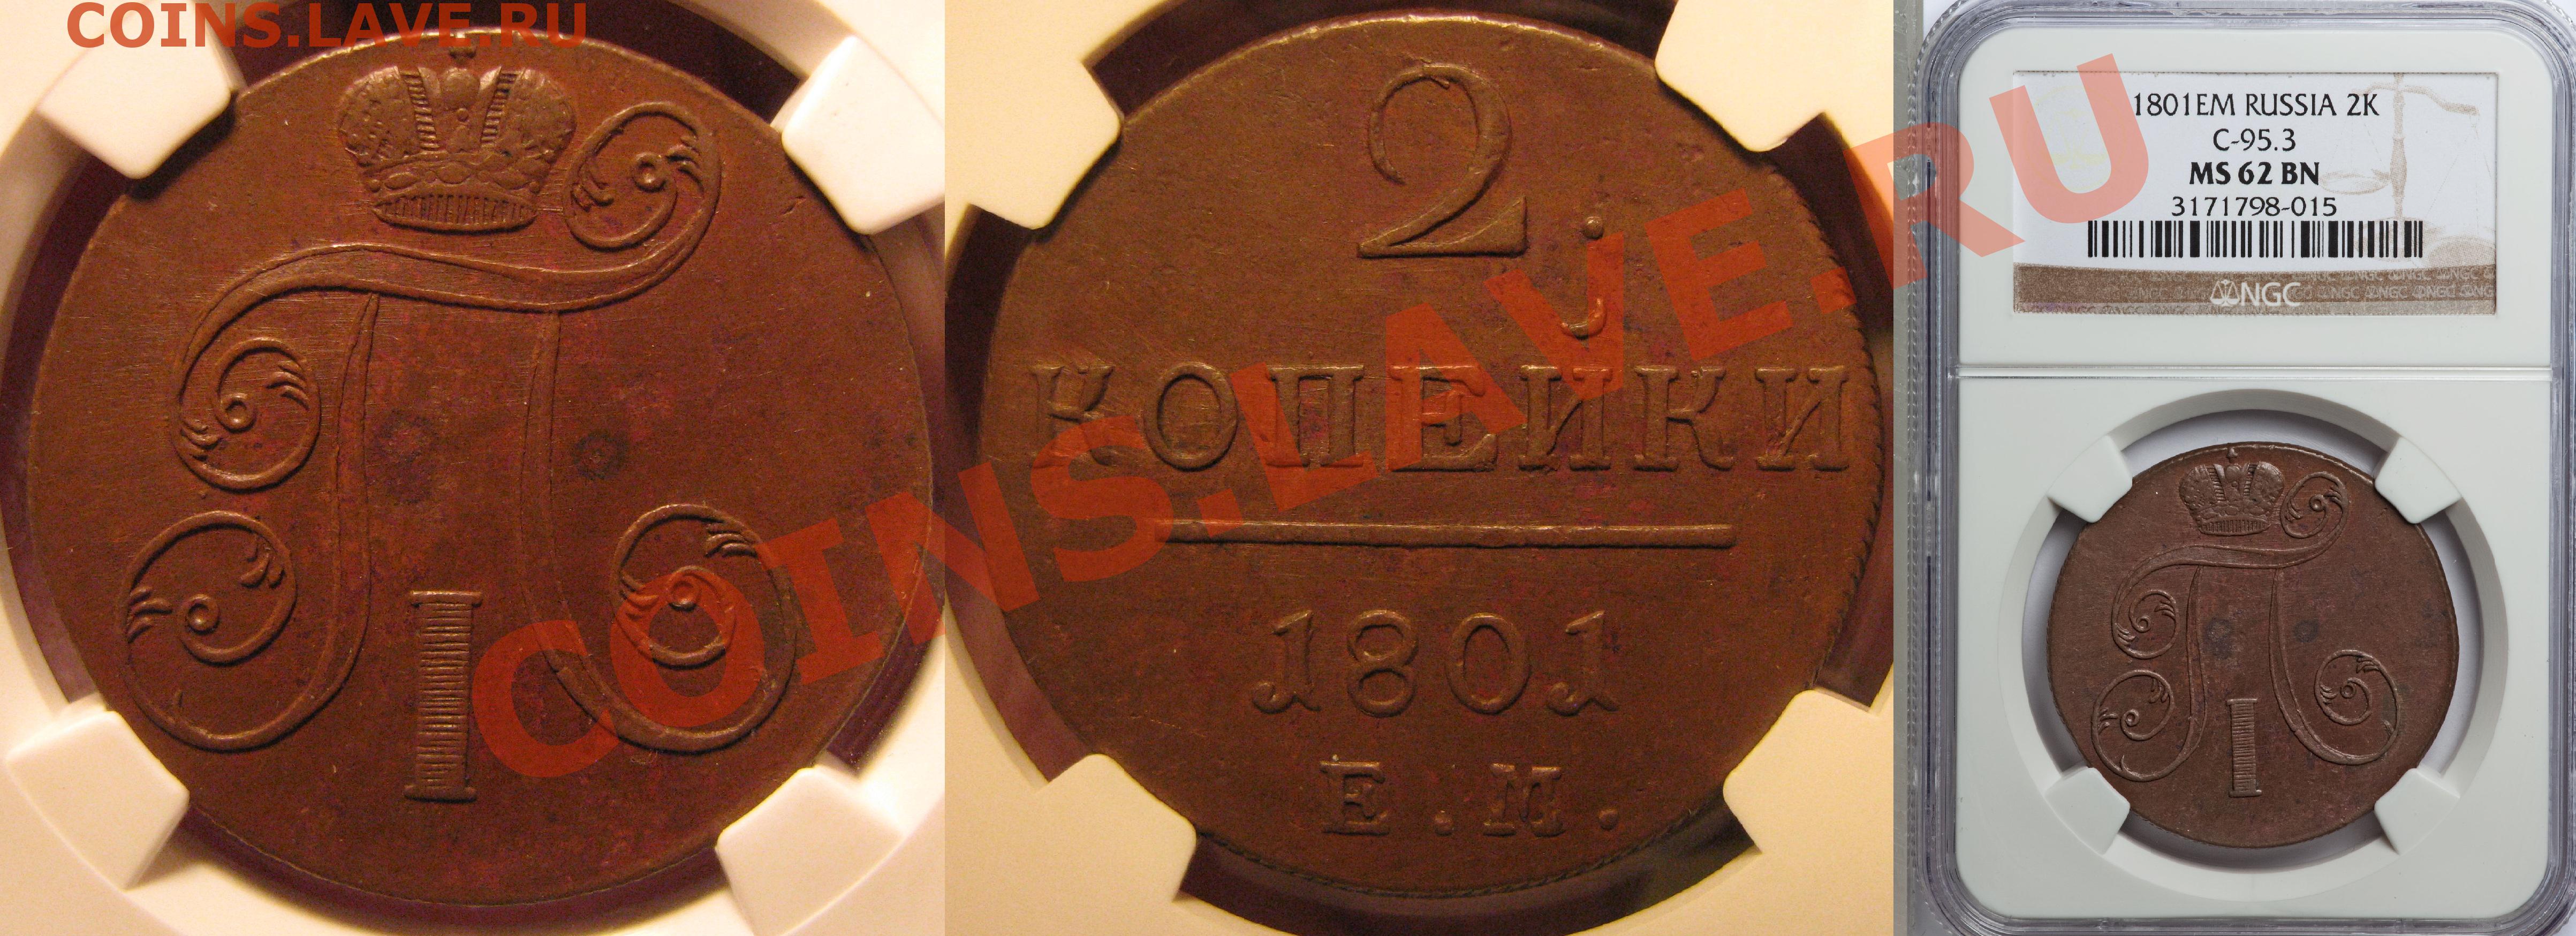 COINS.LAVE.RU
I
2
КОПЕЙКИ
1801
Е.М.
1801EM RUSSIA 2K
C-95.3
MS 62 BN
3171798-015
NGC
COINS.LAVE.RU